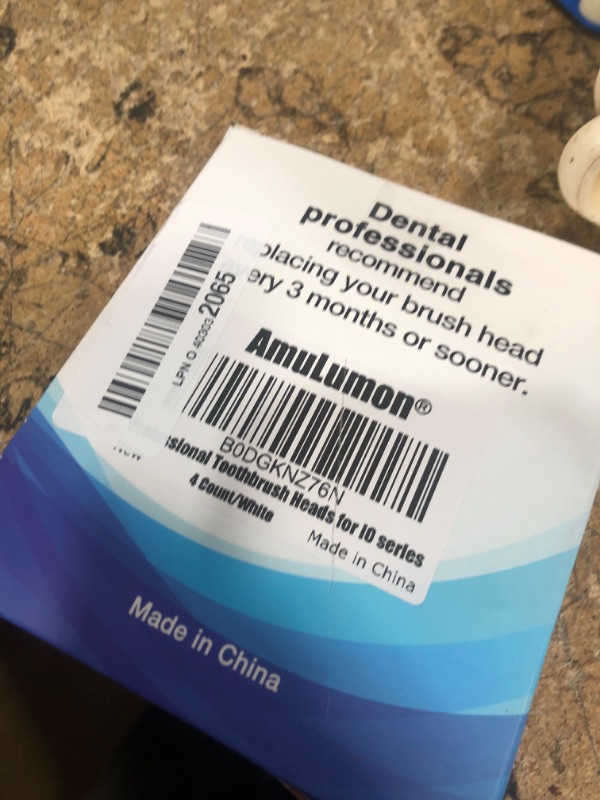 Dental
professionals
recommend
replacing your brush head
every 3 months or sooner.
LPN O 40303 2065
AmuLumon®
B0DGKNZ76N
Professional Toothbrush Heads for IO series
4 Count/White
Made in China
New
Made in China